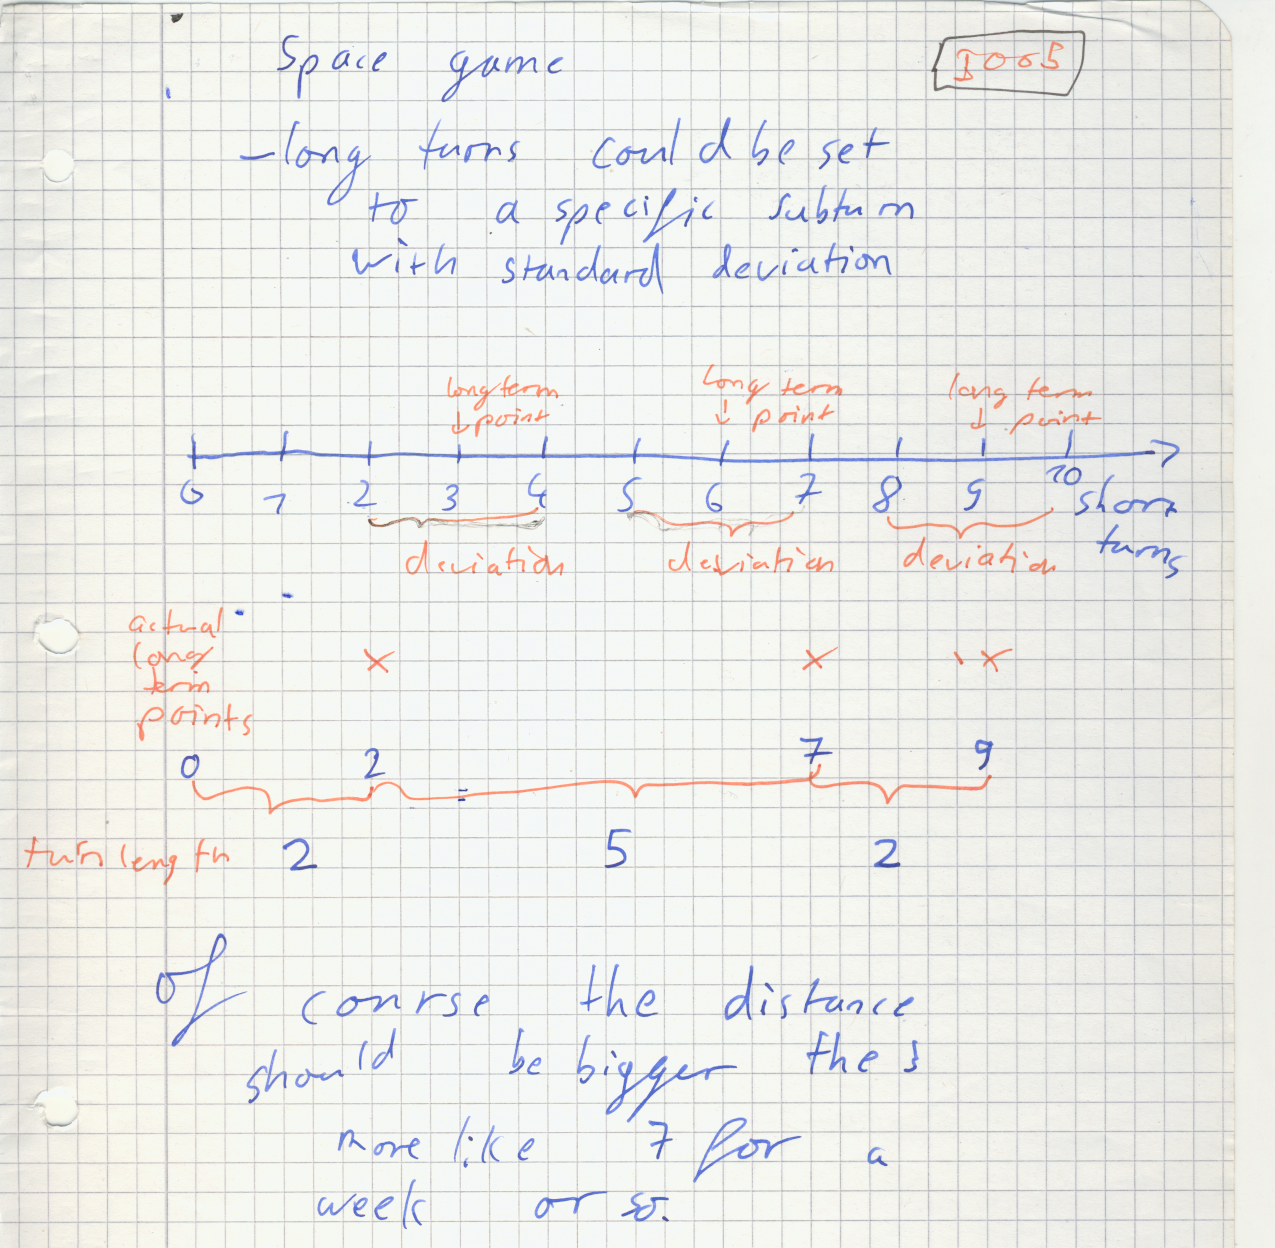 Space game
I005
-long turns could be set
to a specific subturn
with standard deviation
long term point
long term point
long term point
0 1 2 3 4 5 6 7 8 9 10 short turns
deviation deviation deviation
actual
long
term
points
0 2 7 9
turn length 2 5 2
Of course the distance
should be bigger the 3
more like 7 for a
week or so.